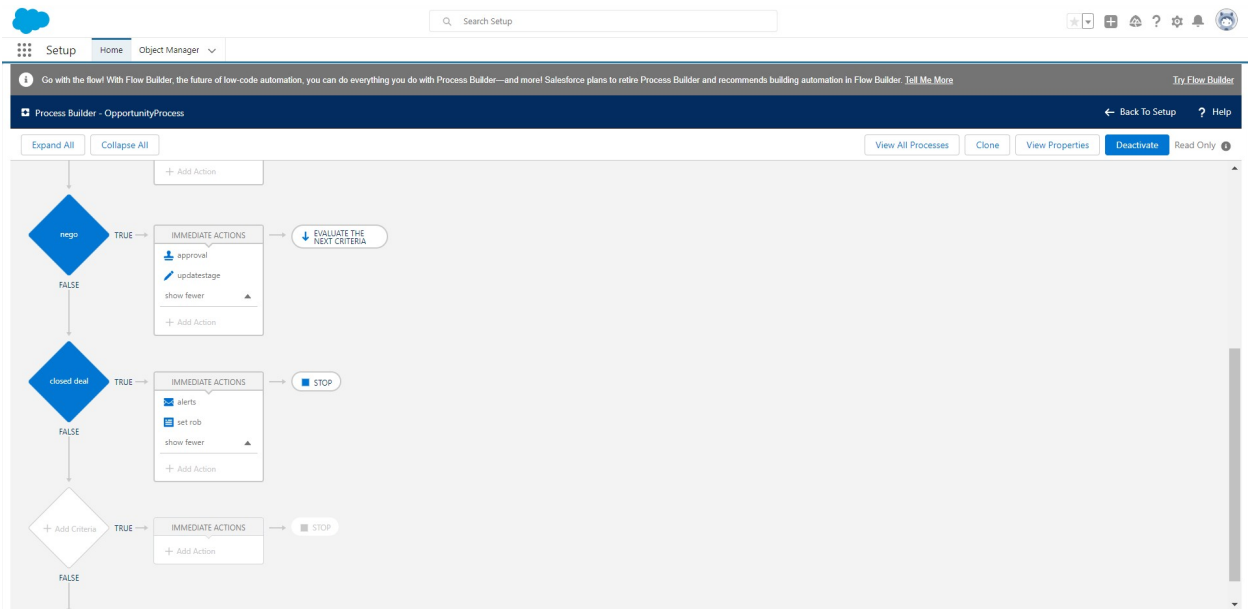 Search Setup
Setup Home Object Manager
Go with the flow! With Flow Builder, the future of low-code automation, you can do everything you do with Process Builder—and more! Salesforce plans to retire Process Builder and recommends building automation in Flow Builder. Tell Me More Try Flow Builder
Process Builder - OpportunityProcess Back To Setup ? Help
Expand All Collapse All View All Processes Clone View Properties Deactivate Read Only
+ Add Action
nego TRUE IMMEDIATE ACTIONS EVALUATE THE
NEXT CRITERIA
approval
updatestage
FALSE
show fewer
+ Add Action
closed deal TRUE IMMEDIATE ACTIONS STOP
alerts
set rob
FALSE
show fewer
+ Add Action
+ Add Criteria TRUE IMMEDIATE ACTIONS STOP
+ Add Action
FALSE